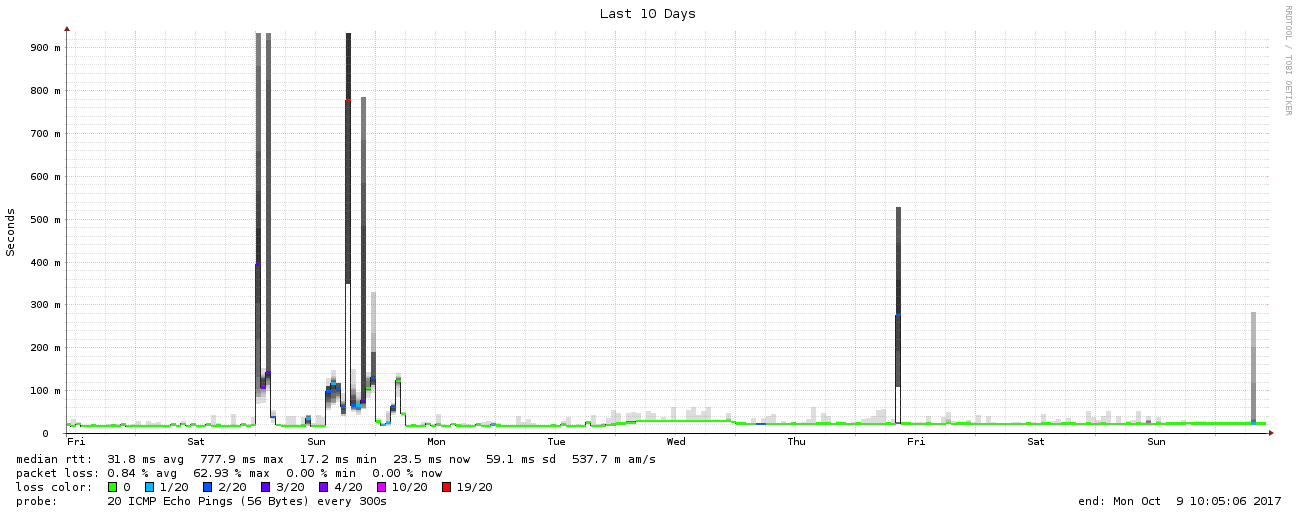 Last 10 Days
RRDTOOL / TOBI OETIKER
Seconds
900 m
800 m
700 m
600 m
500 m
400 m
300 m
200 m
100 m
0
Fri Sat Sun Mon Tue Wed Thu Fri Sat Sun
median rtt: 31.8 ms avg 777.9 ms max 17.2 ms min 23.5 ms now 59.1 ms sd 537.7 m am/s
packet loss: 0.84 % avg 62.93 % max 0.00 % min 0.00 % now
loss color: 0 1/20 2/20 3/20 4/20 10/20 19/20
probe: 20 ICMP Echo Pings (56 Bytes) every 300s end: Mon Oct 9 10:05:06 2017